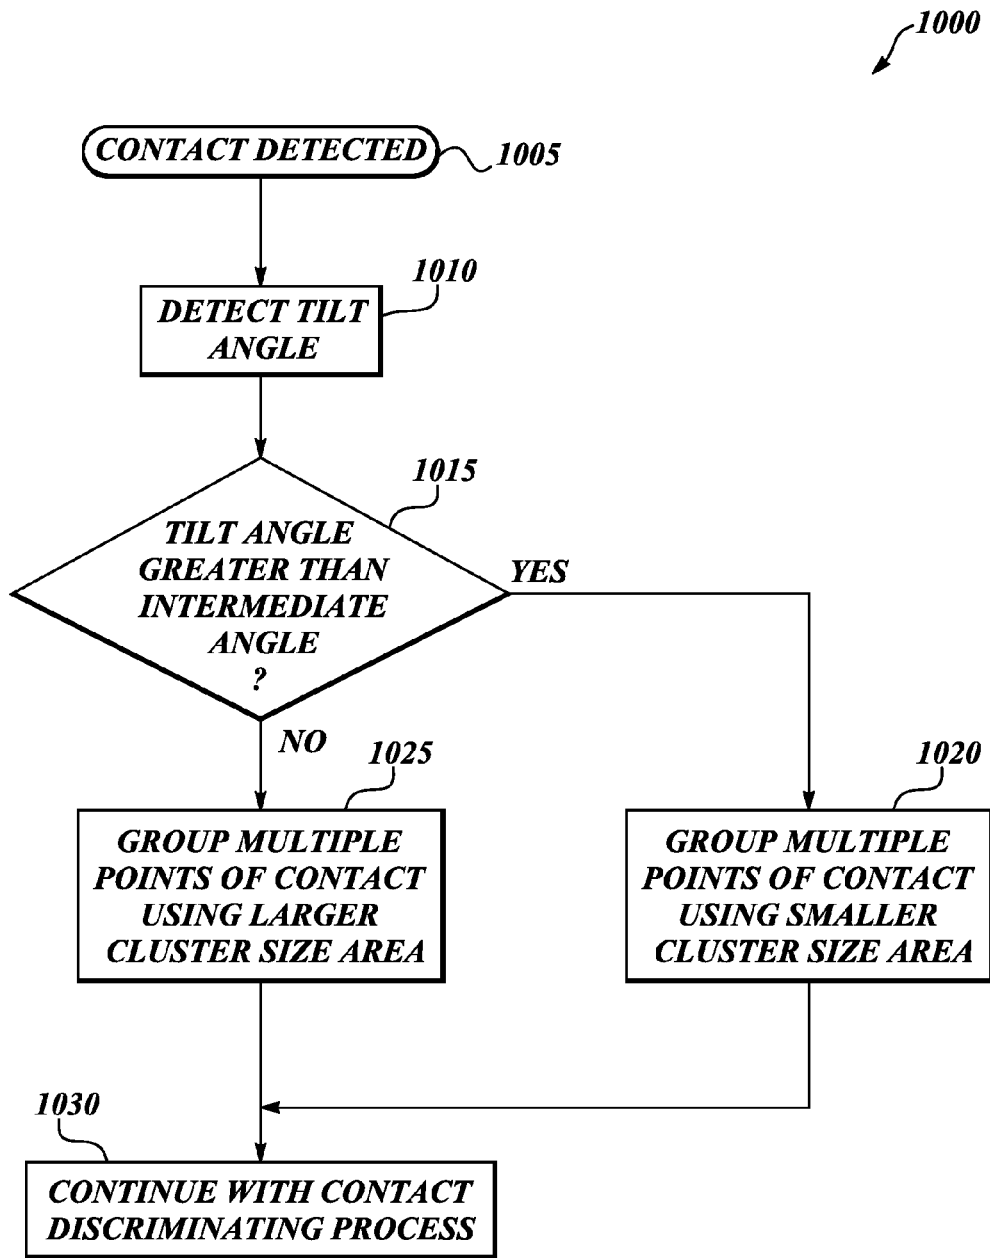 1000
CONTACT DETECTED
1005
1010
DETECT TILT
ANGLE
1015
TILT ANGLE
GREATER THAN
INTERMEDIATE
ANGLE
?
YES
NO
1025
GROUP MULTIPLE
POINTS OF CONTACT
USING LARGER
CLUSTER SIZE AREA
1020
GROUP MULTIPLE
POINTS OF CONTACT
USING SMALLER
CLUSTER SIZE AREA
1030
CONTINUE WITH CONTACT
DISCRIMINATING PROCESS